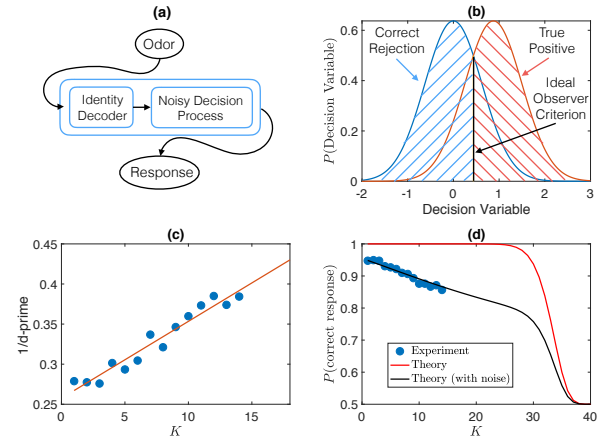 (a)
Odor
Identity
Decoder
Noisy Decision
Process
Response
(b)
P(Decision Variable)
0.6
0.4
0.2
0
Correct
Rejection
True
Positive
Ideal
Observer
Criterion
-2
-1
0
1
2
3
Decision Variable
(c)
1/d-prime
0.45
0.4
0.35
0.3
0.25
0
5
10
15
K
(d)
P(correct response)
1
0.9
0.8
0.7
0.6
0.5
Experiment
Theory
Theory (with noise)
0
10
20
30
40
K